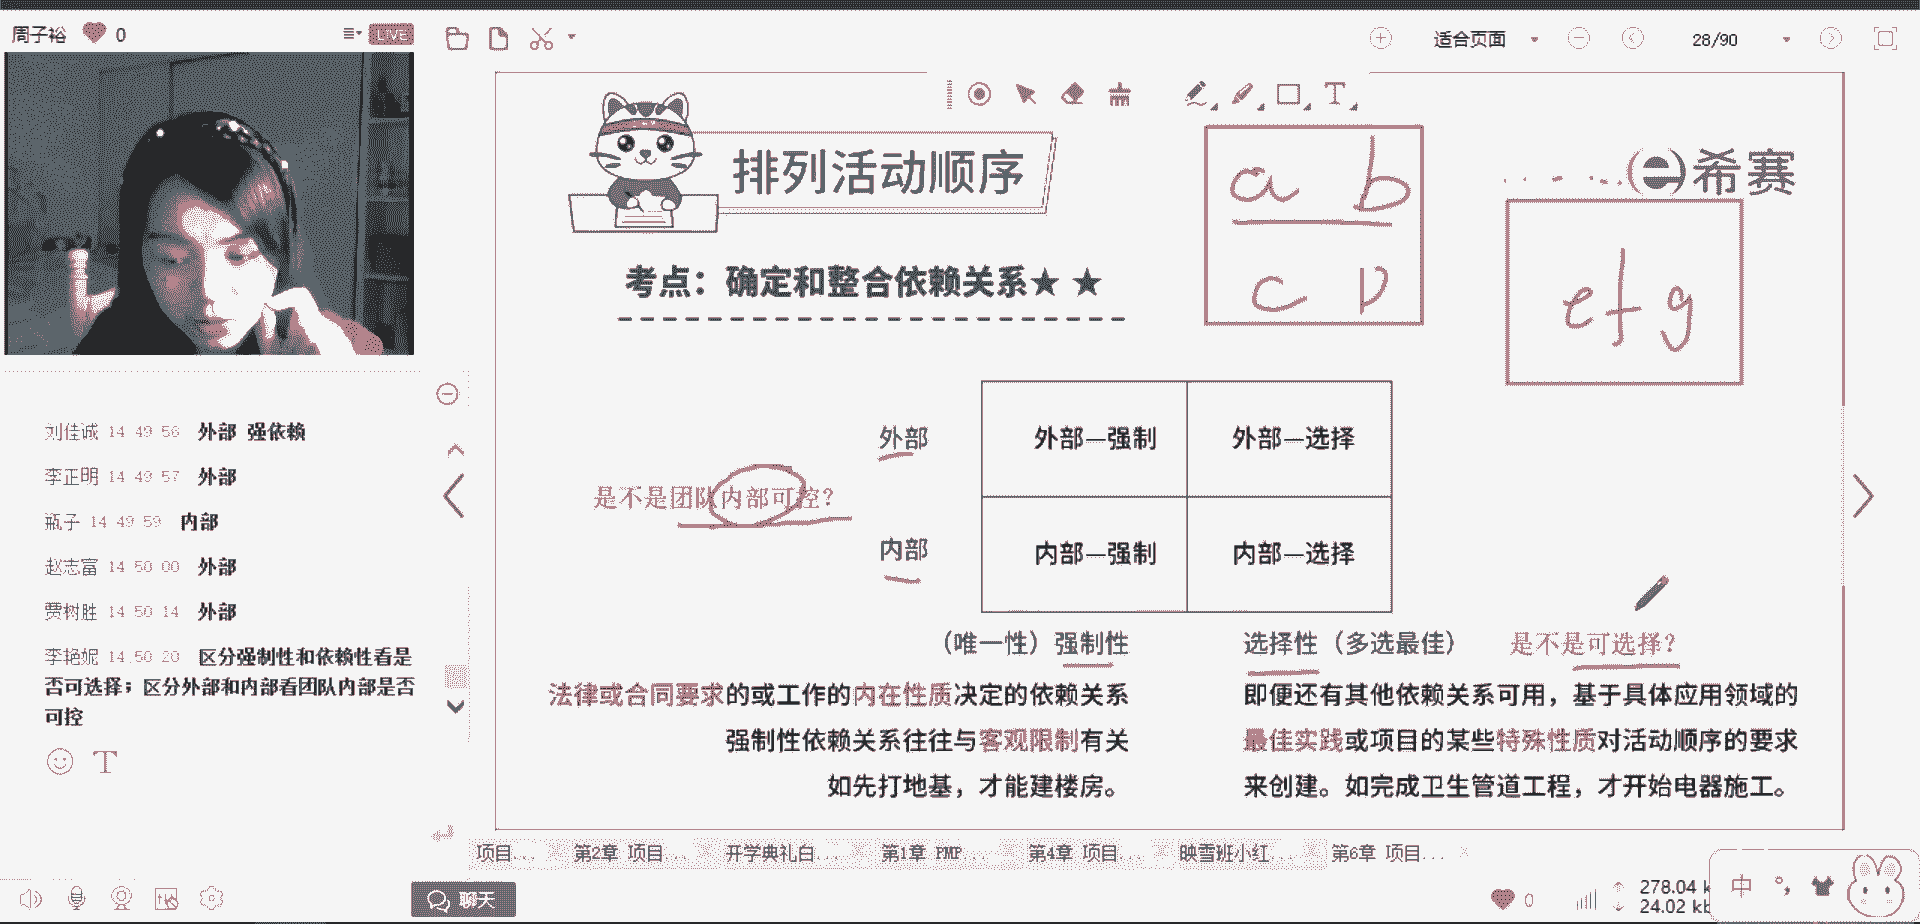 周子裕 0 LIVE
适合页面 28/90
排列活动顺序
希赛
a b
c D
e f g
考点：确定和整合依赖关系★ ★
外部
外部—强制 外部—选择
是不是团队内部可控？
内部
内部—强制 内部—选择
（唯一性）强制性
选择性（多选最佳）
是不是可选择？
法律或合同要求的或工作的内在性质决定的依赖关系
强制性依赖关系往往与客观限制有关
如先打地基，才能建楼房。
即便还有其他依赖关系可用，基于具体应用领域的
最佳实践或项目的某些特殊性质对活动顺序的要求
来创建。如完成卫生管道工程，才开始电器施工。
刘佳诚 14 49 56 外部 强依赖
李正明 14 49 57 外部
瓶子 14 49 59 内部
赵志富 14 50 00 外部
贾树胜 14 50 14 外部
李艳妮 14 50 20 区分强制性和依赖性看是
否可选择；区分外部和内部看团队内部是否
可控
T
项目... 第2章 项目... 开学典礼白... 第1章 PMP... 第4章 项目... 映雪班小红... 第6章 项目...
聊天
0
278.04 k
24.02 kb
中